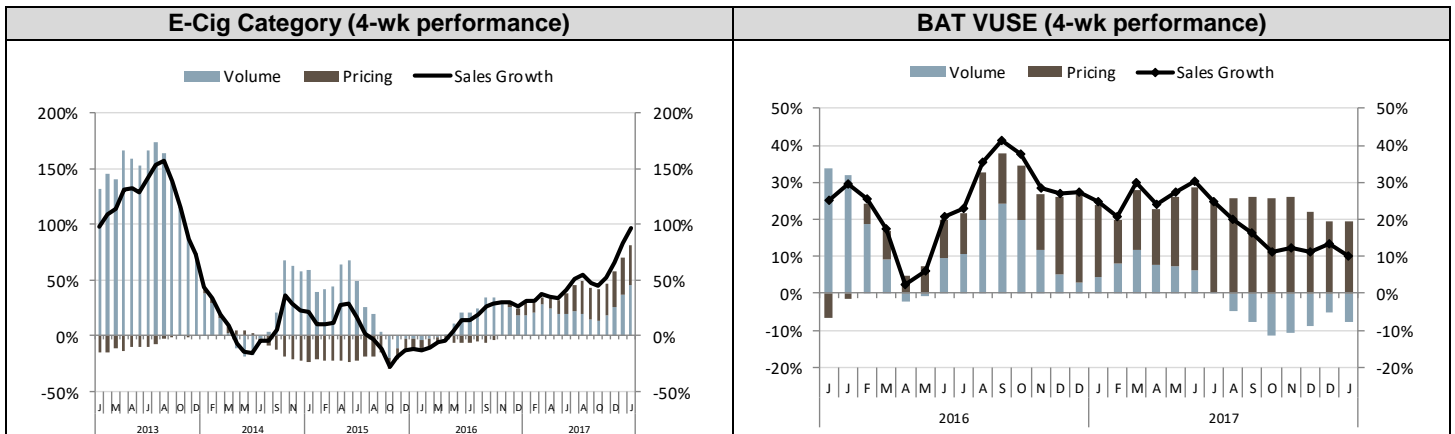 E-Cig Category (4-wk performance)
Volume Pricing Sales Growth
200% 200%
150% 150%
100% 100%
50% 50%
0% 0%
-50% -50%
2013 2014 2015 2016 2017
BAT VUSE (4-wk performance)
Volume Pricing Sales Growth
50% 50%
40% 40%
30% 30%
20% 20%
10% 10%
0% 0%
-10% -10%
-20% -20%
J J F M A M J J A S O N D D J F M A M J J A S O N D D J
2016 2017